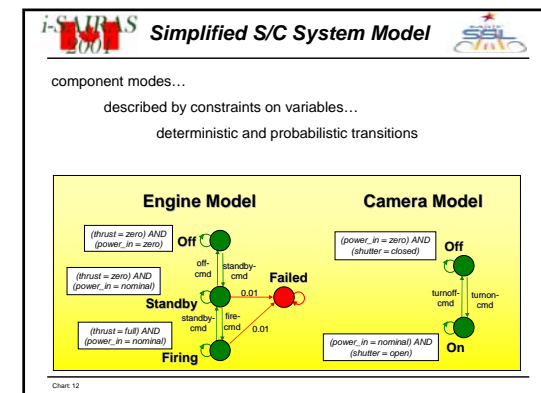 i-SAIRAS
2001
Simplified S/C System Model
SSL
component modes…
described by constraints on variables…
deterministic and probabilistic transitions
Engine Model
(thrust = zero) AND
(power_in = zero)
Off
off-
cmd
standby-
cmd
(thrust = zero) AND
(power_in = nominal)
Standby
0.01
Failed
standby-
cmd
fire-
cmd
0.01
(thrust = full) AND
(power_in = nominal)
Firing
Camera Model
(power_in = zero) AND
(shutter = closed)
Off
turnoff-
cmd
turnon-
cmd
(power_in = nominal) AND
(shutter = open)
On
Chart: 12